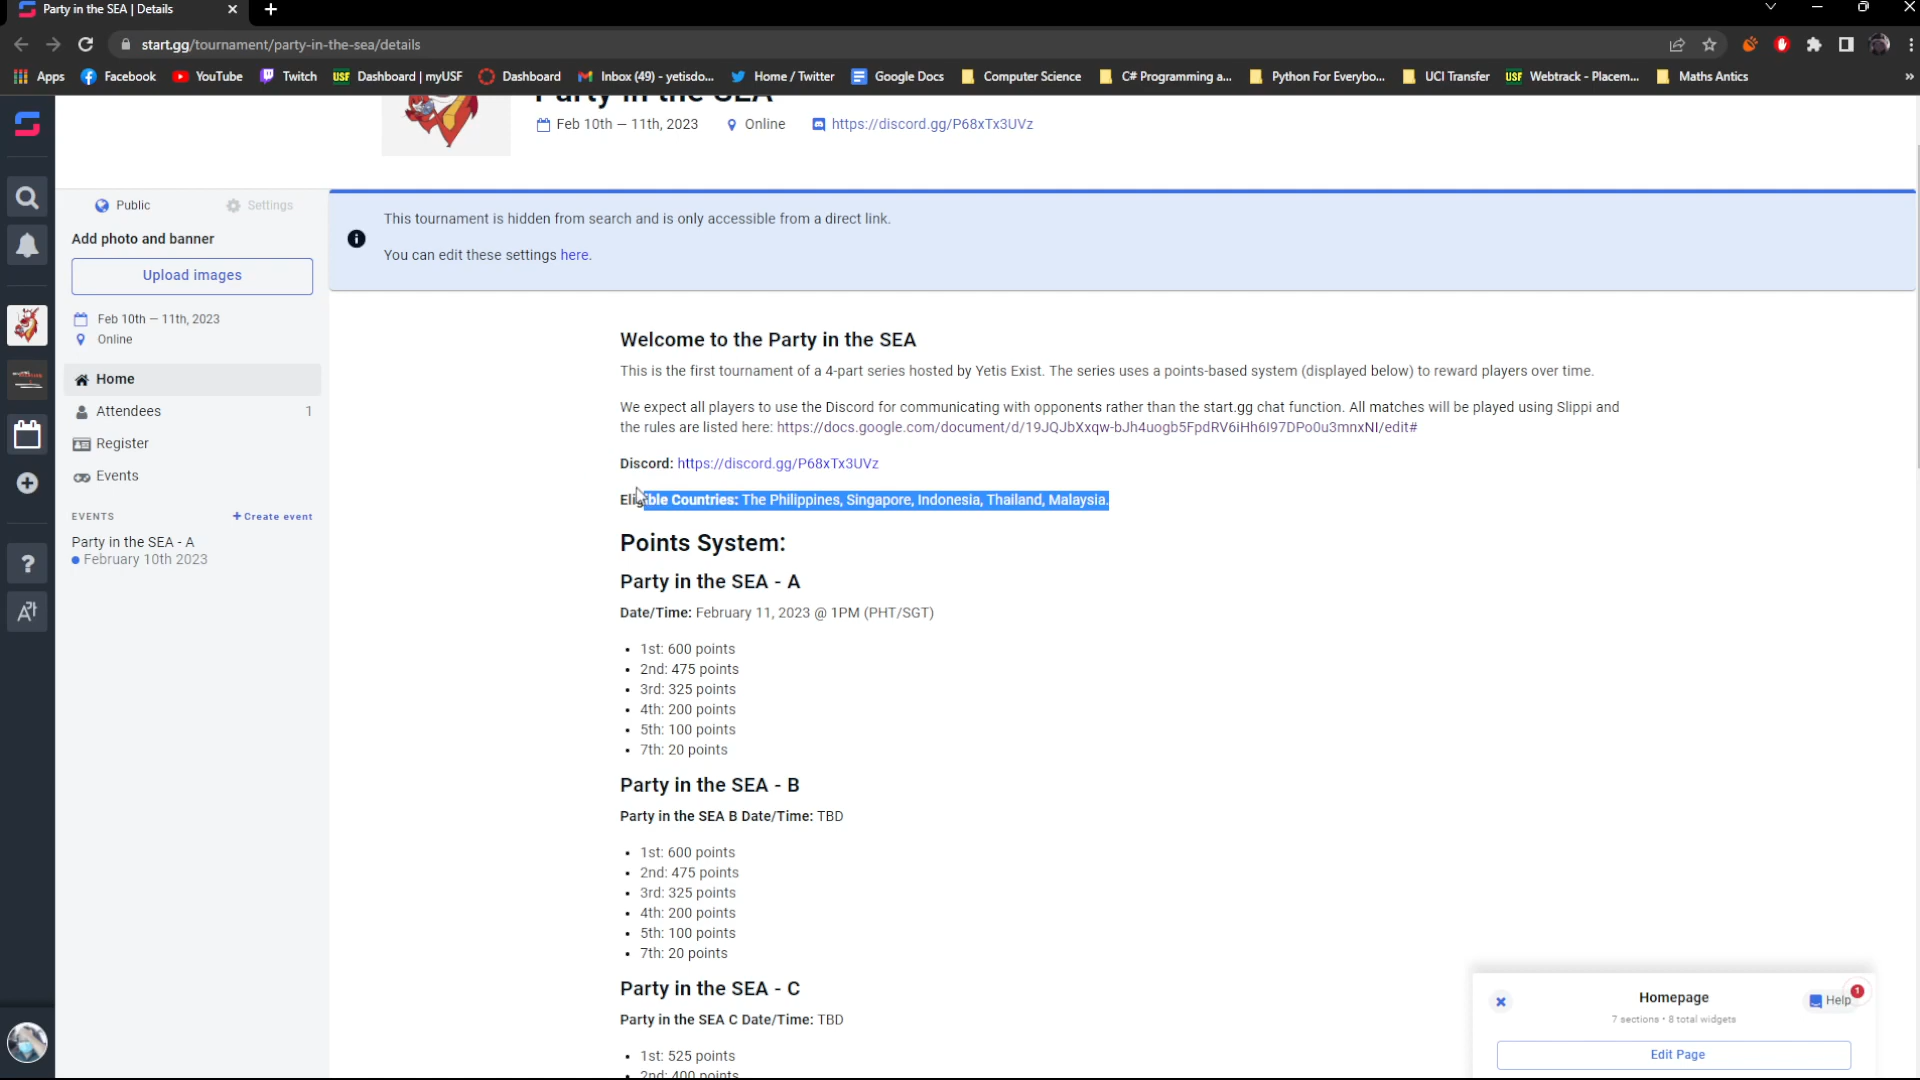 Party in the SEA | Details
start.gg/tournament/party-in-the-sea/details
Apps Facebook YouTube Twitch USF Dashboard | myUSF Dashboard Inbox (49) - yetisdo... Home / Twitter Google Docs Computer Science C# Programming a... Python For Everybo... UCI Transfer USF Webtrack - Placem... Maths Antics »
Party in the SEA
Feb 10th — 11th, 2023 Online https://discord.gg/P68xTx3UVz
Public Settings
Add photo and banner
Upload images
Feb 10th — 11th, 2023
Online
Home
Attendees 1
Register
Events
EVENTS + Create event
Party in the SEA - A
February 10th 2023
This tournament is hidden from search and is only accessible from a direct link.
You can edit these settings here.
Welcome to the Party in the SEA
This is the first tournament of a 4-part series hosted by Yetis Exist. The series uses a points-based system (displayed below) to reward players over time.
We expect all players to use the Discord for communicating with opponents rather than the start.gg chat function. All matches will be played using Slippi and
the rules are listed here: https://docs.google.com/document/d/19JQJbXxqw-bJh4uogb5FpdRV6iHh6I97DPo0u3mnxNI/edit#
Discord: https://discord.gg/P68xTx3UVz
Eligible Countries: The Philippines, Singapore, Indonesia, Thailand, Malaysia.
Points System:
Party in the SEA - A
Date/Time: February 11, 2023 @ 1PM (PHT/SGT)
• 1st: 600 points
• 2nd: 475 points
• 3rd: 325 points
• 4th: 200 points
• 5th: 100 points
• 7th: 20 points
Party in the SEA - B
Party in the SEA B Date/Time: TBD
• 1st: 600 points
• 2nd: 475 points
• 3rd: 325 points
• 4th: 200 points
• 5th: 100 points
• 7th: 20 points
Party in the SEA - C
Party in the SEA C Date/Time: TBD
• 1st: 525 points
• 2nd: 400 points
Homepage
7 sections • 8 total widgets
Help 1
Edit Page